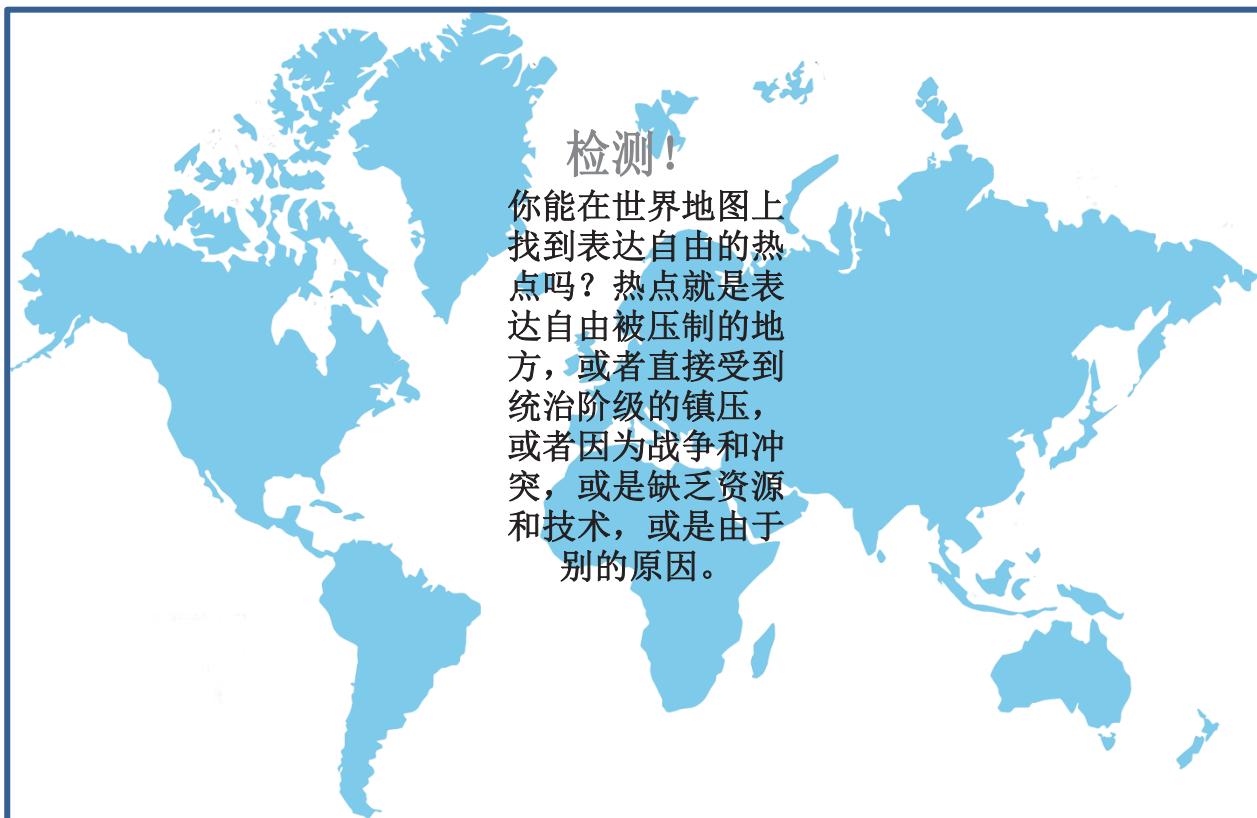 检测！
你能在世界地图上
找到表达自由的热
点吗？热点就是表
达自由被压制的地
方，或者直接受到
统治阶级的镇压，
或者因为战争和冲
突，或是缺乏资源
和技术，或是由于
别的原因。